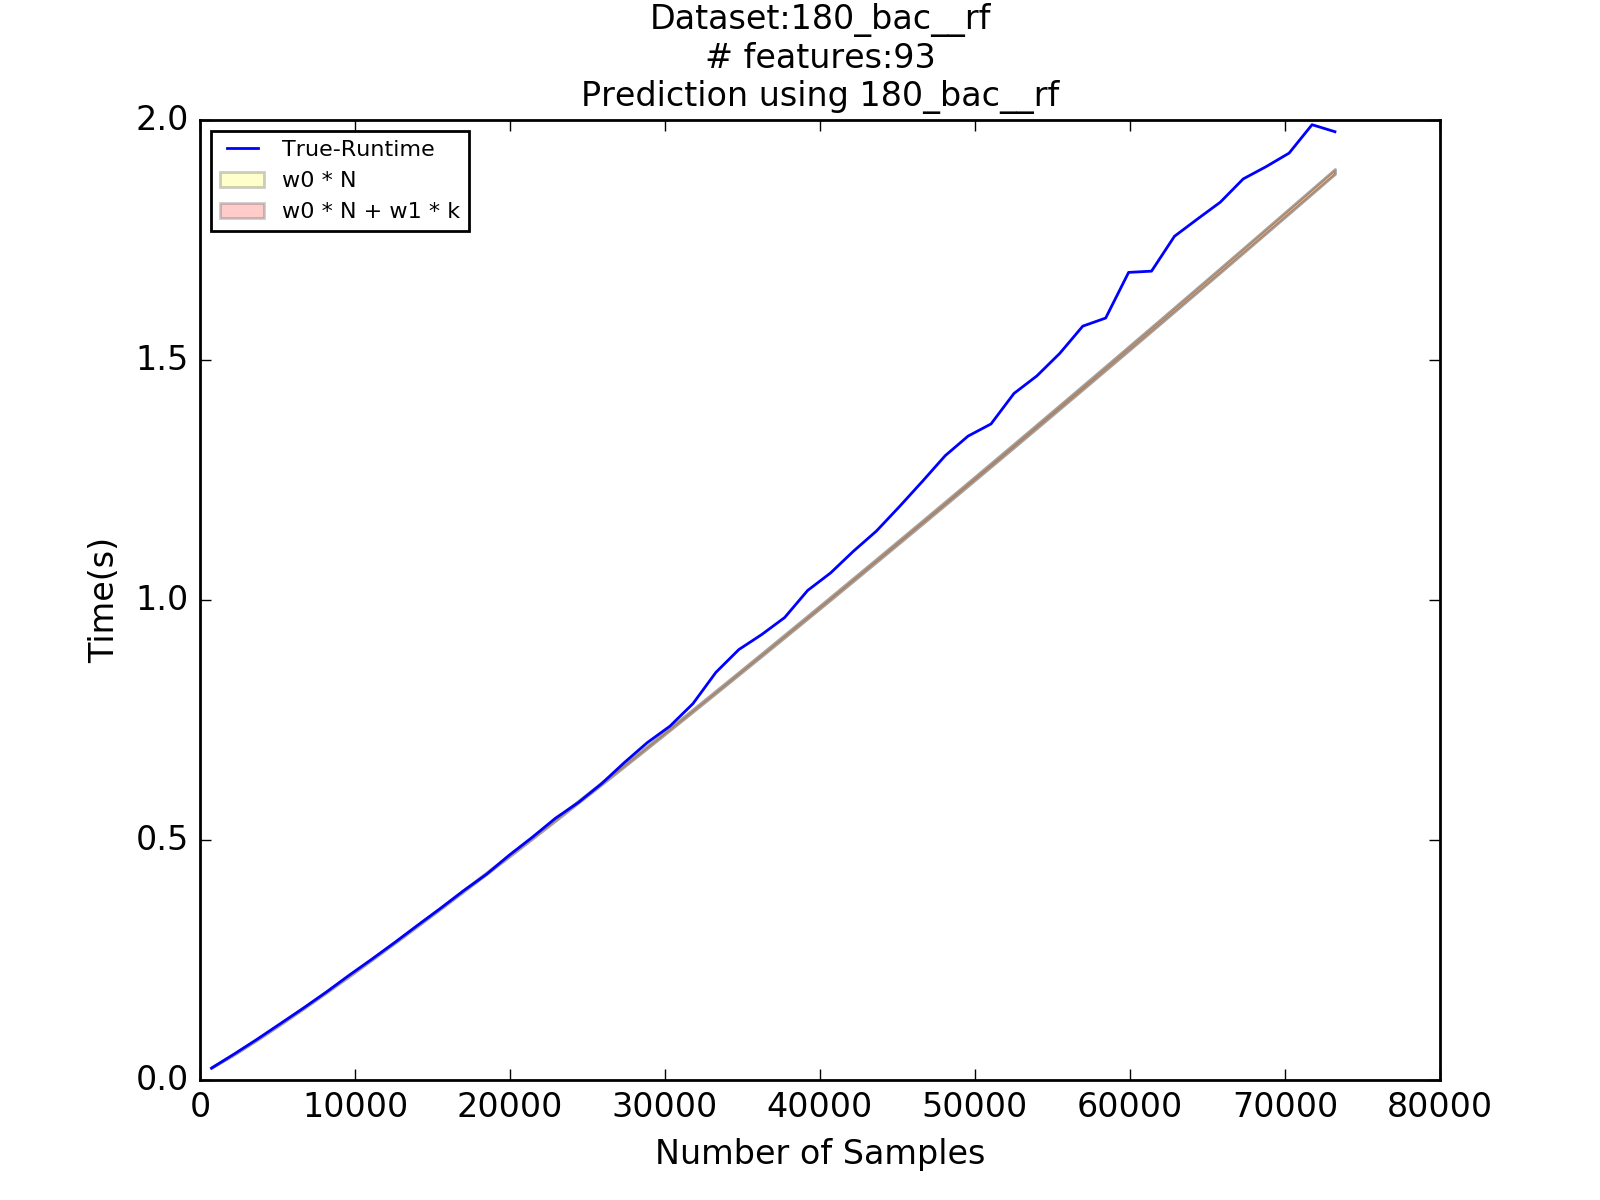 Dataset:180_bac__rf
# features:93
Prediction using 180_bac__rf
True-Runtime
w0 * N
w0 * N + w1 * k
2.0
1.5
1.0
0.5
0.0
Time(s)
0 10000 20000 30000 40000 50000 60000 70000 80000
Number of Samples